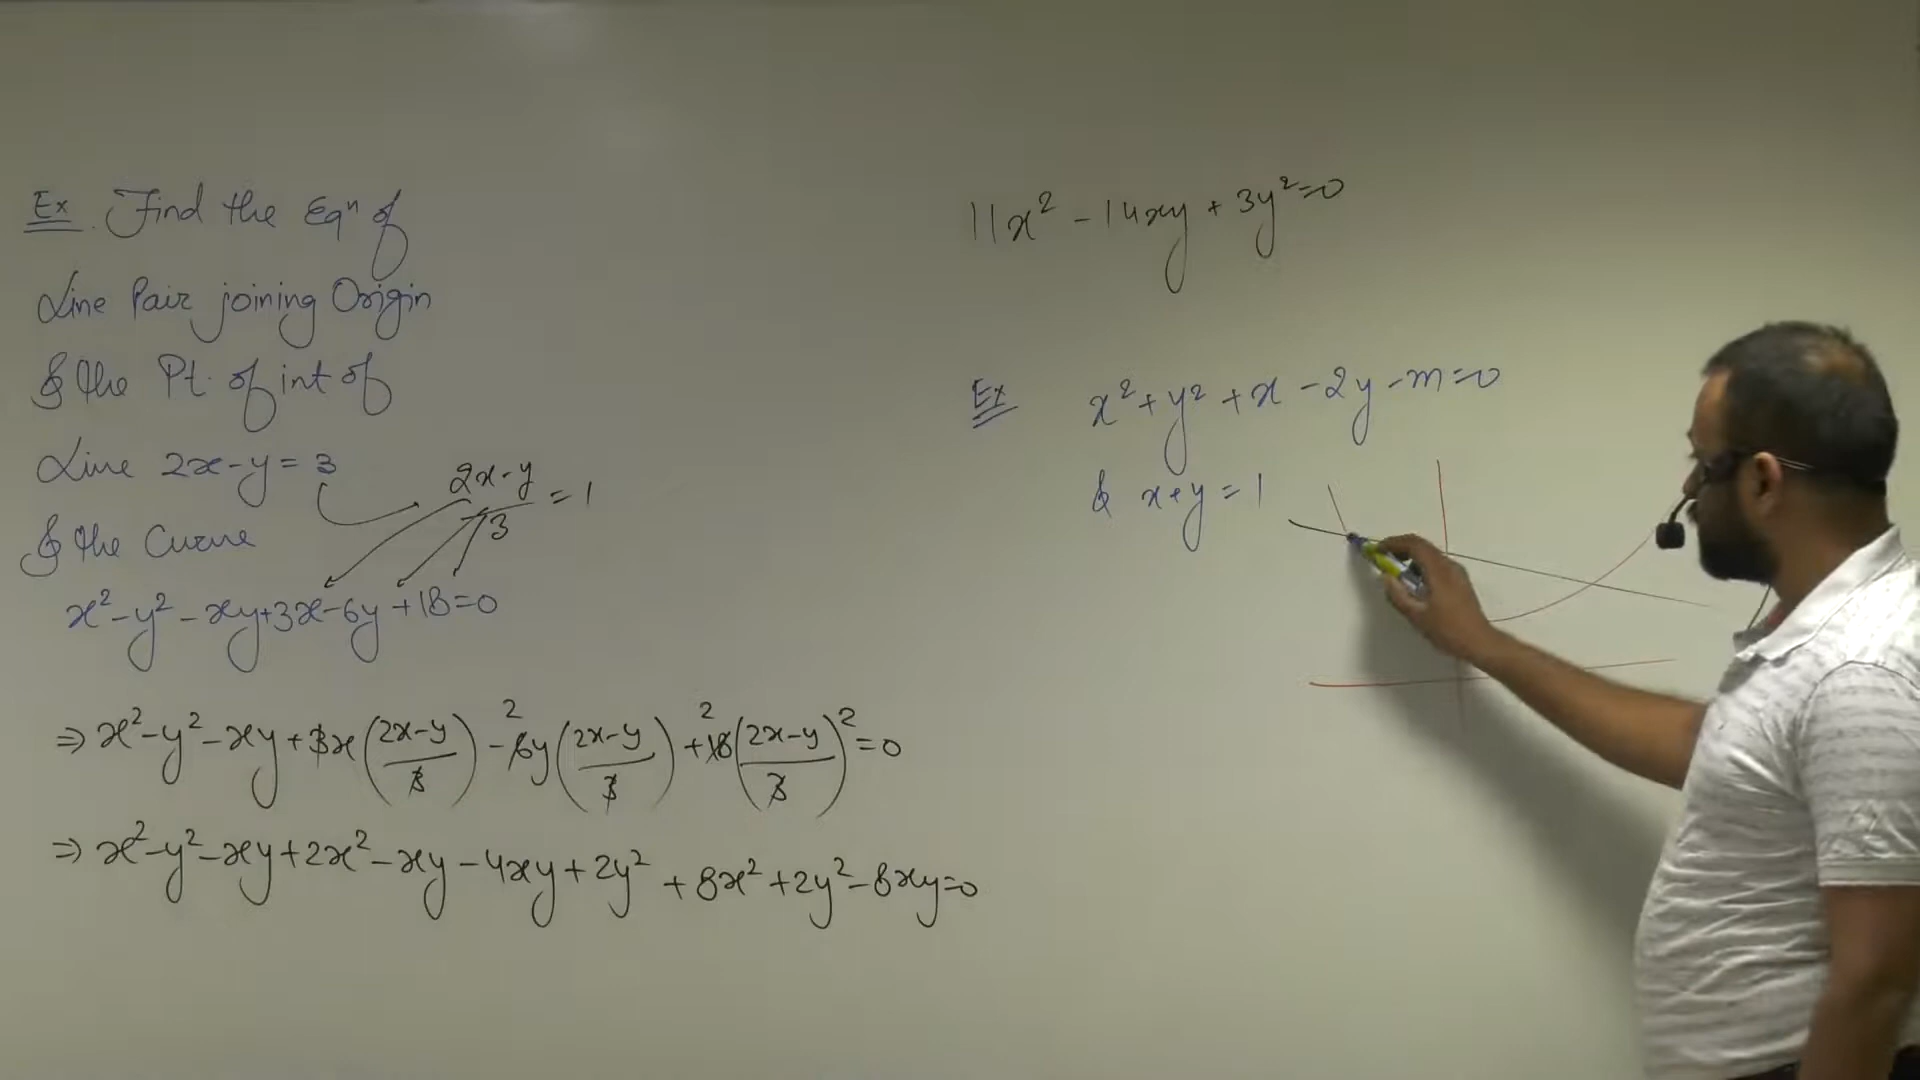 Ex. Find the Eqⁿ of
Line Pair joining Origin
& the Pt. of int of
Line 2x-y=3
(2x-y)/3 = 1
& the Curve
x²-y²-xy+3x-6y+18=0
⇒ x²-y²-xy+3x((2x-y)/3) - 6y((2x-y)/3) + 18((2x-y)/3)² = 0
2 2
⇒ x²-y²-xy+2x²-xy-4xy+2y²+8x²+2y²-8xy=0
11x²-14xy+3y²=0
Ex x²+y²+x-2y-m=0
& x+y=1